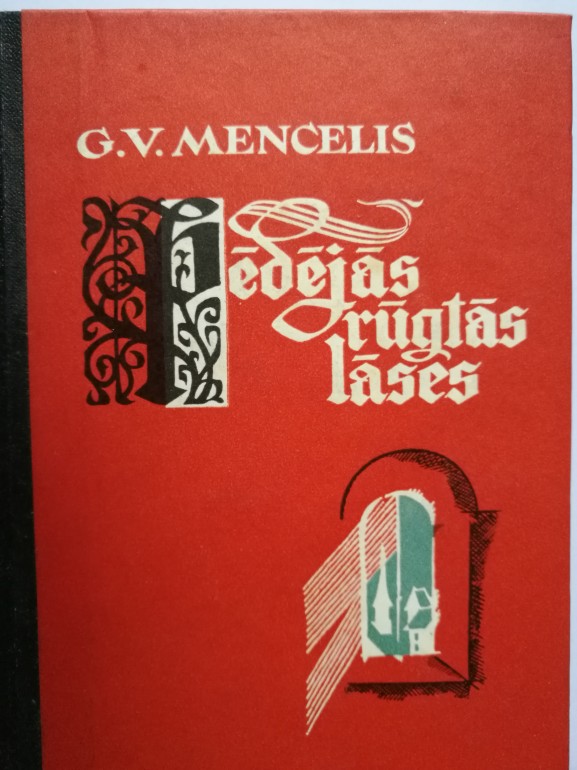 G.V. MENCELIS
Pēdējās
rūgtās
lāses